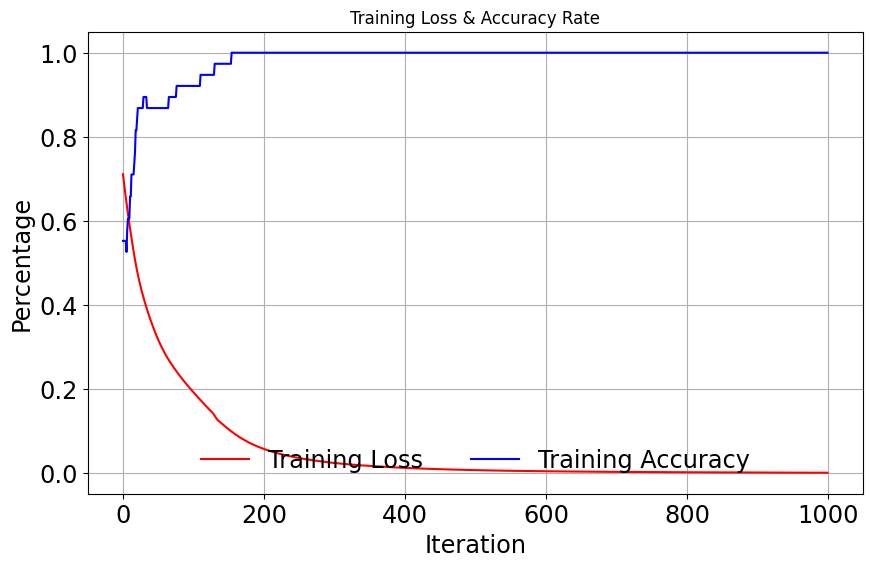 Training Loss & Accuracy Rate
Percentage
1.0
0.8
0.6
0.4
0.2
0.0
Training Loss Training Accuracy
0 200 400 600 800 1000
Iteration